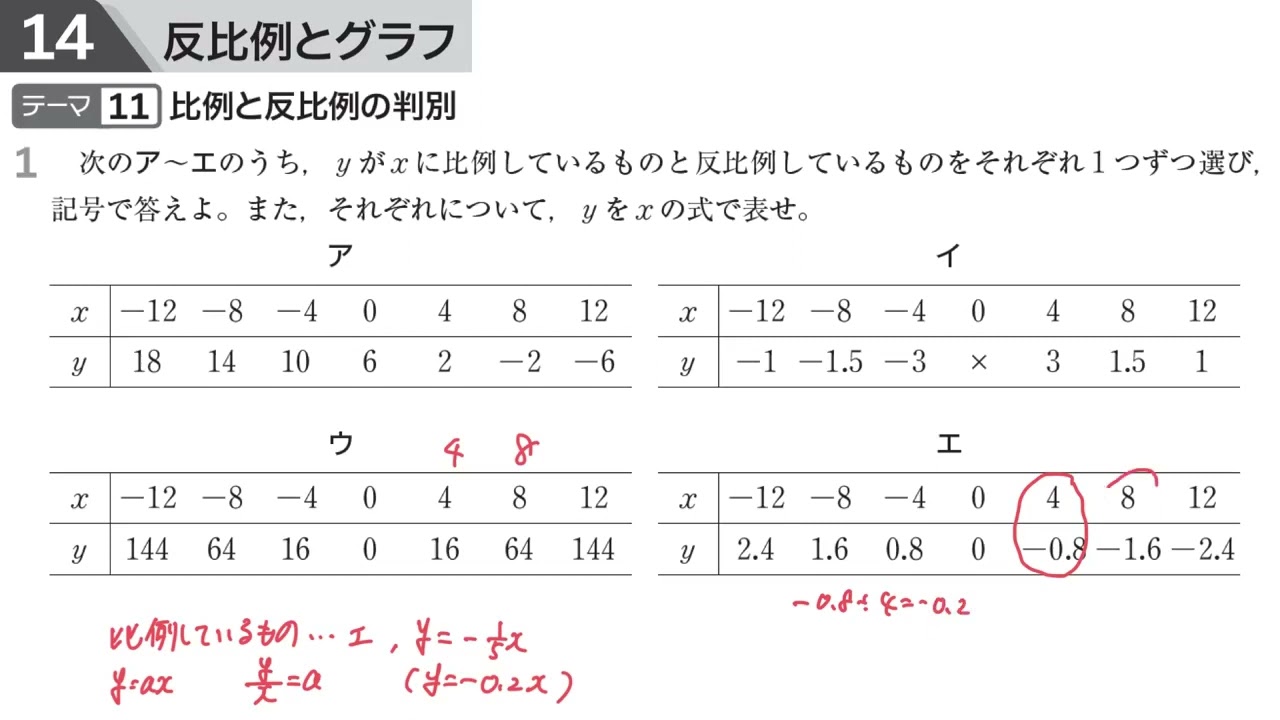 14 反比例とグラフ
テーマ 11 比例と反比例の判別
1 次のア〜エのうち，yがxに比例しているものと反比例しているものをそれぞれ1つずつ選び，
記号で答えよ。また，それぞれについて，yをxの式で表せ。
ア
x −12 −8 −4 0 4 8 12
y 18 14 10 6 2 −2 −6
イ
x −12 −8 −4 0 4 8 12
y −1 −1.5 −3 × 3 1.5 1
ウ
4 8
x −12 −8 −4 0 4 8 12
y 144 64 16 0 16 64 144
エ
x −12 −8 −4 0 4 8 12
y 2.4 1.6 0.8 0 −0.8 −1.6 −2.4
-0.8÷4=-0.2
比例しているもの…エ，y=-1/5x
y=ax y/x=a (y=-0.2x)